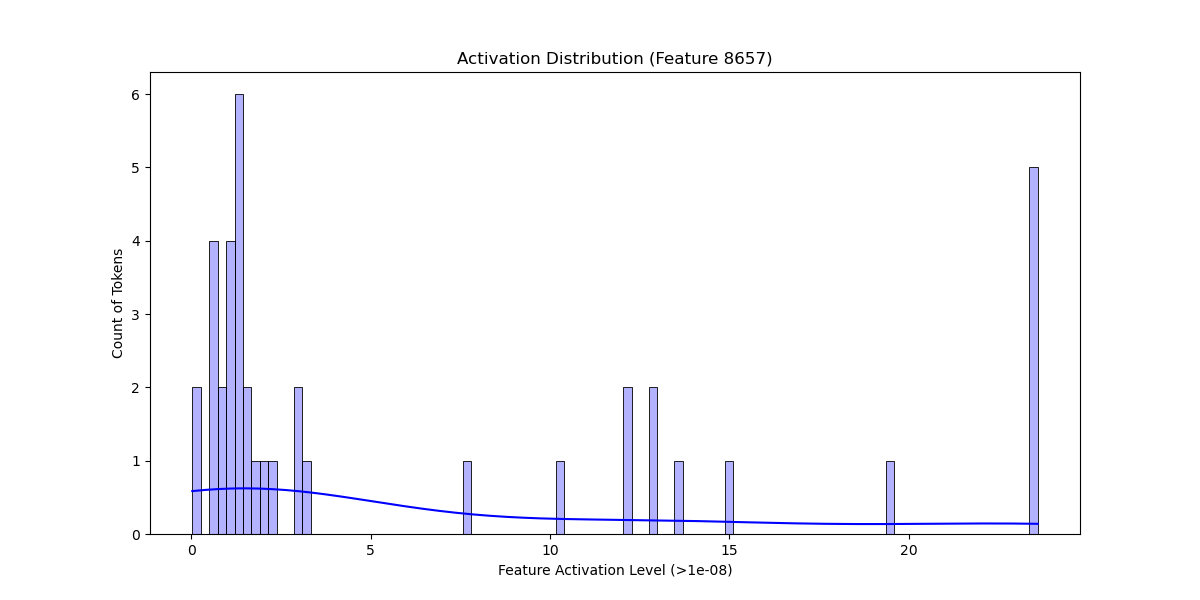 Activation Distribution (Feature 8657)
6
5
4
3
2
1
0
Count of Tokens
0 5 10 15 20
Feature Activation Level (>1e-08)